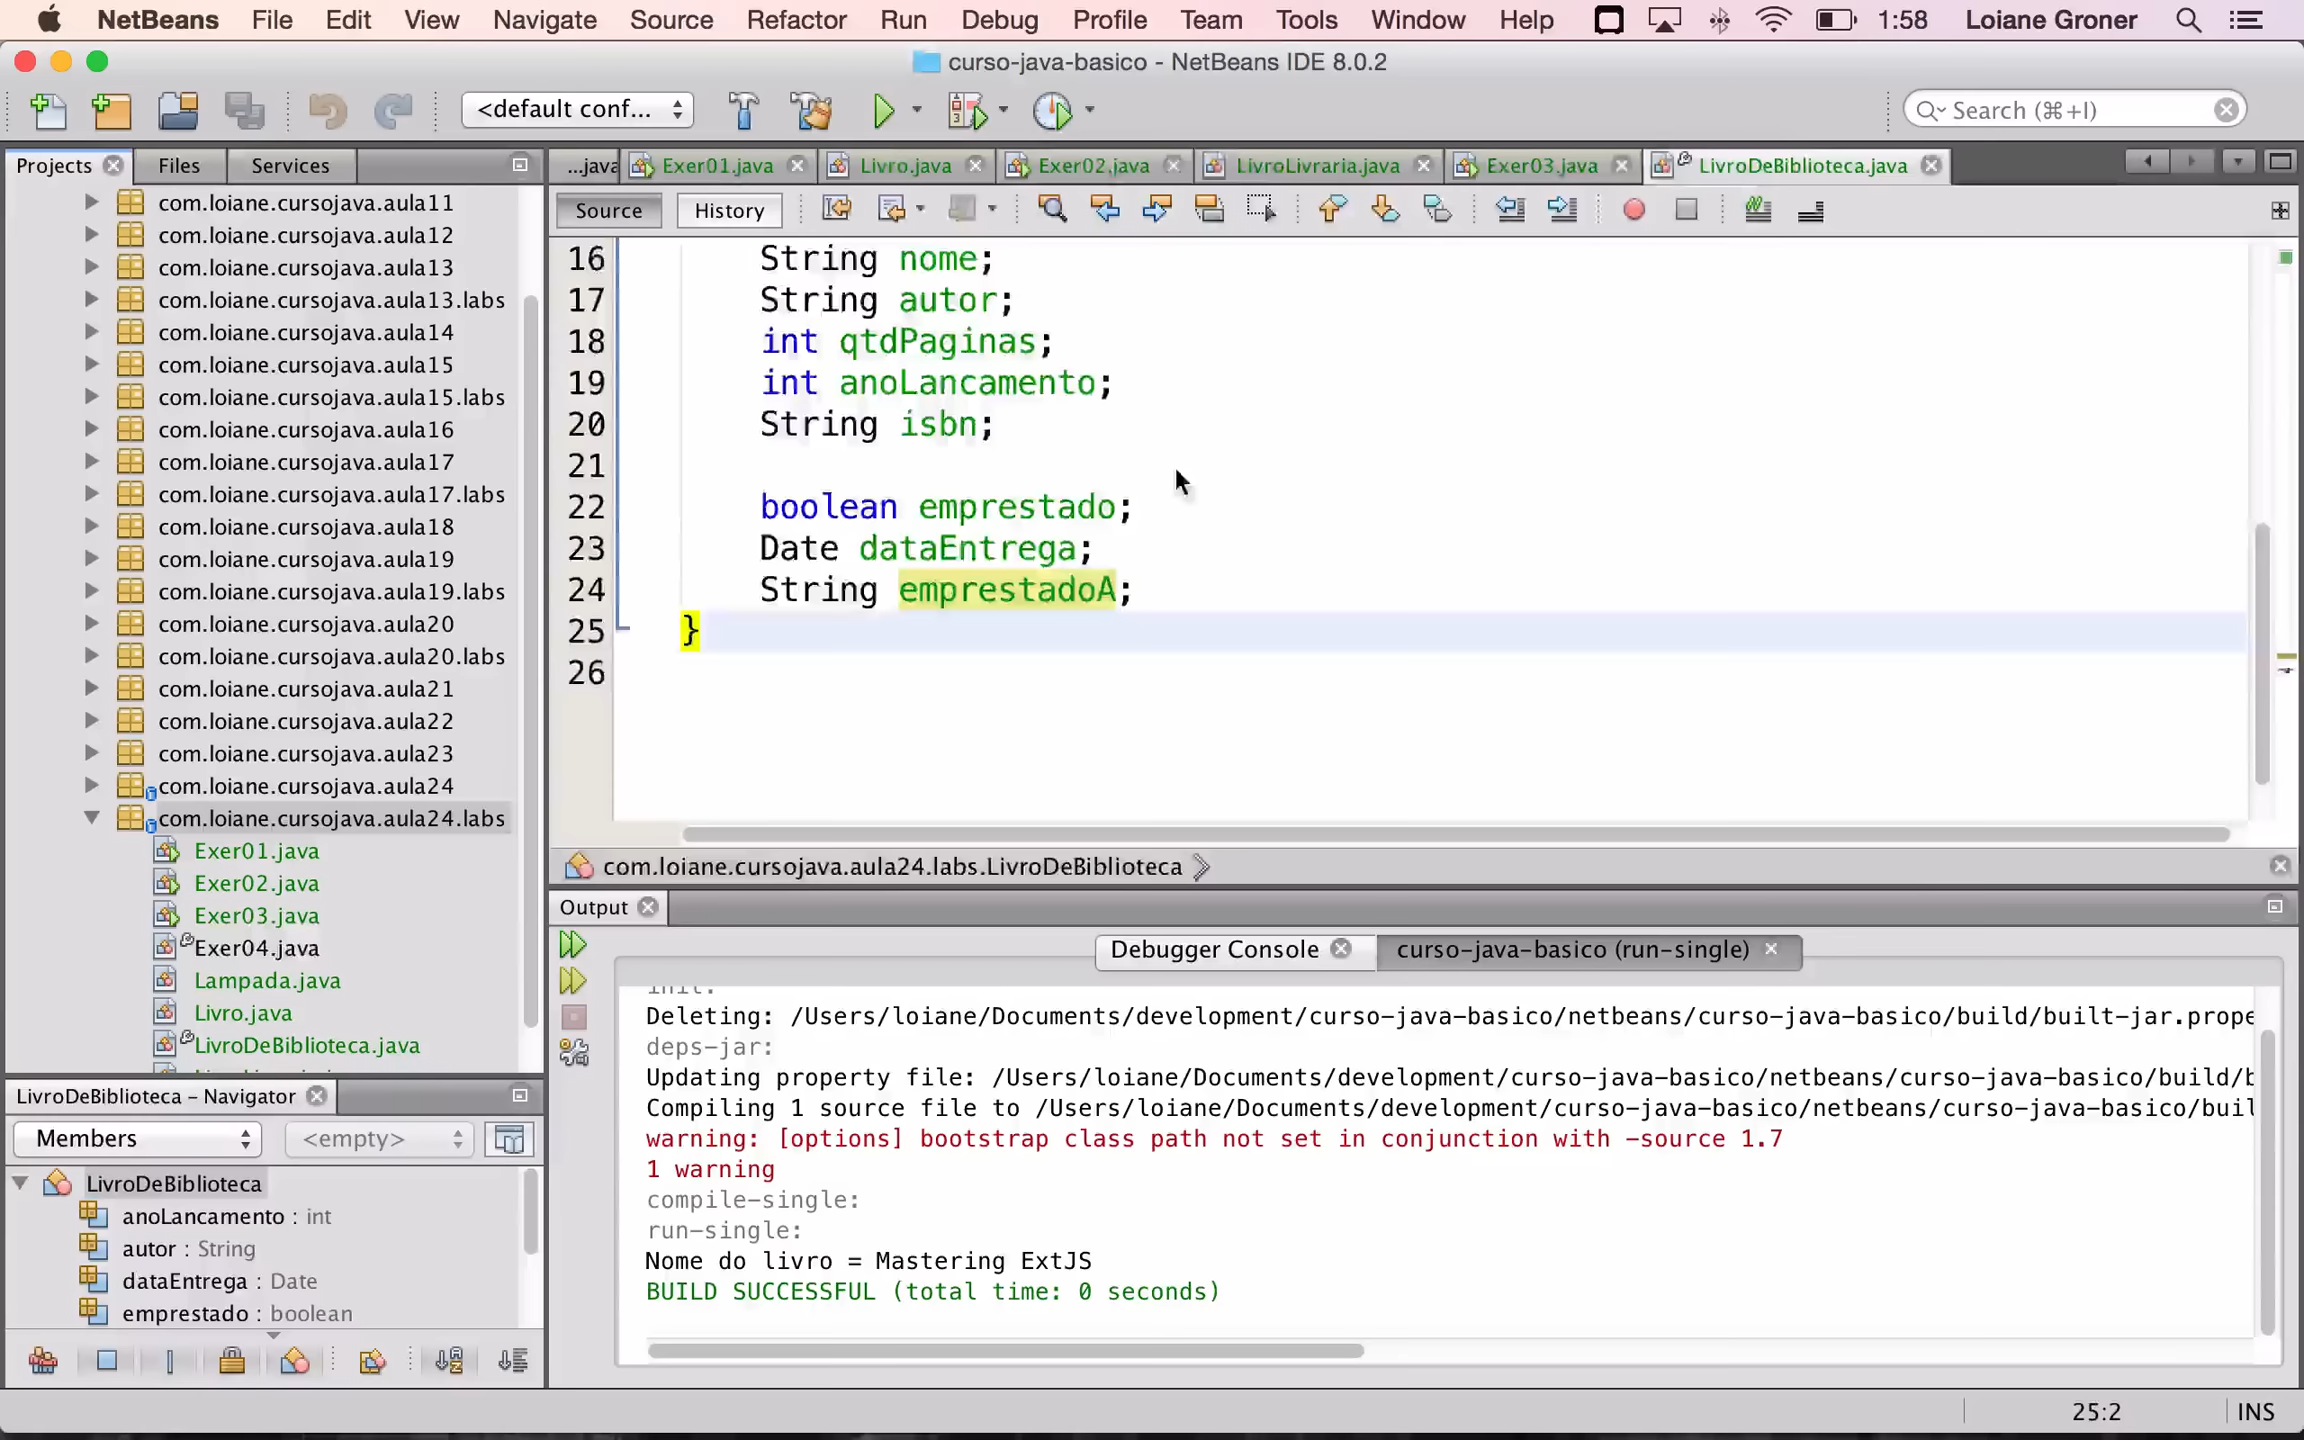 NetBeans File Edit View Navigate Source Refactor Run Debug Profile Team Tools Window Help 1:58 Loiane Groner
curso-java-basico - NetBeans IDE 8.0.2
<default conf... Search (⌘+I)
Projects Files Services
...java Exer01.java Livro.java Exer02.java LivroLivraria.java Exer03.java LivroDeBiblioteca.java
Source History
com.loiane.cursojava.aula11
com.loiane.cursojava.aula12
com.loiane.cursojava.aula13
com.loiane.cursojava.aula13.labs
com.loiane.cursojava.aula14
com.loiane.cursojava.aula15
com.loiane.cursojava.aula15.labs
com.loiane.cursojava.aula16
com.loiane.cursojava.aula17
com.loiane.cursojava.aula17.labs
com.loiane.cursojava.aula18
com.loiane.cursojava.aula19
com.loiane.cursojava.aula19.labs
com.loiane.cursojava.aula20
com.loiane.cursojava.aula20.labs
com.loiane.cursojava.aula21
com.loiane.cursojava.aula22
com.loiane.cursojava.aula23
com.loiane.cursojava.aula24
com.loiane.cursojava.aula24.labs
Exer01.java
Exer02.java
Exer03.java
Exer04.java
Lampada.java
Livro.java
LivroDeBiblioteca.java
16 String nome;
17 String autor;
18 int qtdPaginas;
19 int anoLancamento;
20 String isbn;
21
22 boolean emprestado;
23 Date dataEntrega;
24 String emprestadoA;
25 }
26
com.loiane.cursojava.aula24.labs.LivroDeBiblioteca
Output
Debugger Console curso-java-basico (run-single)
init:
Deleting: /Users/loiane/Documents/development/curso-java-basico/netbeans/curso-java-basico/build/built-jar.prope
deps-jar:
Updating property file: /Users/loiane/Documents/development/curso-java-basico/netbeans/curso-java-basico/build/b
Compiling 1 source file to /Users/loiane/Documents/development/curso-java-basico/netbeans/curso-java-basico/buil
warning: [options] bootstrap class path not set in conjunction with -source 1.7
1 warning
compile-single:
run-single:
Nome do livro = Mastering ExtJS
BUILD SUCCESSFUL (total time: 0 seconds)
LivroDeBiblioteca - Navigator
Members <empty>
LivroDeBiblioteca
anoLancamento : int
autor : String
dataEntrega : Date
emprestado : boolean
25:2 INS